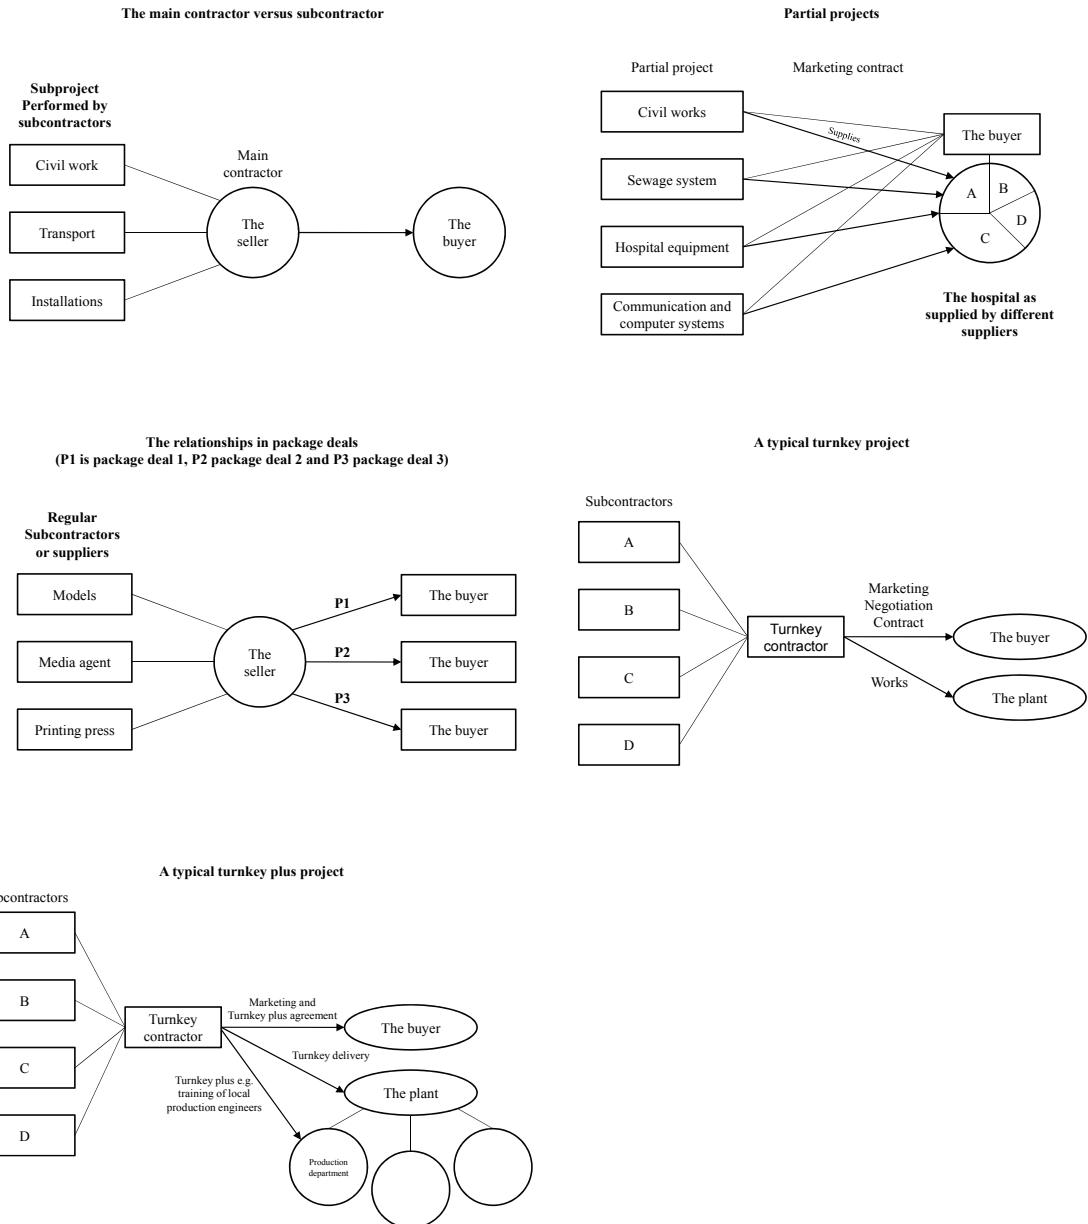 The main contractor versus subcontractor
Subproject
Performed by
subcontractors
Civil work
Transport
Installations
Main
contractor
The
seller
The
buyer
Partial projects
Partial project
Marketing contract
Civil works
Sewage system
Hospital equipment
Communication and
computer systems
Supplies
The buyer
A
B
D
C
The hospital as
supplied by different
suppliers
The relationships in package deals
(P1 is package deal 1, P2 package deal 2 and P3 package deal 3)
Regular
Subcontractors
or suppliers
Models
Media agent
Printing press
The
seller
P1
P2
P3
The buyer
The buyer
The buyer
A typical turnkey project
Subcontractors
A
B
C
D
Turnkey
contractor
Marketing
Negotiation
Contract
Works
The buyer
The plant
A typical turnkey plus project
bcontractors
A
B
C
D
Turnkey
contractor
Marketing and
Turnkey plus agreement
Turnkey delivery
Turnkey plus e.g.
training of local
production engineers
The buyer
The plant
Production
department